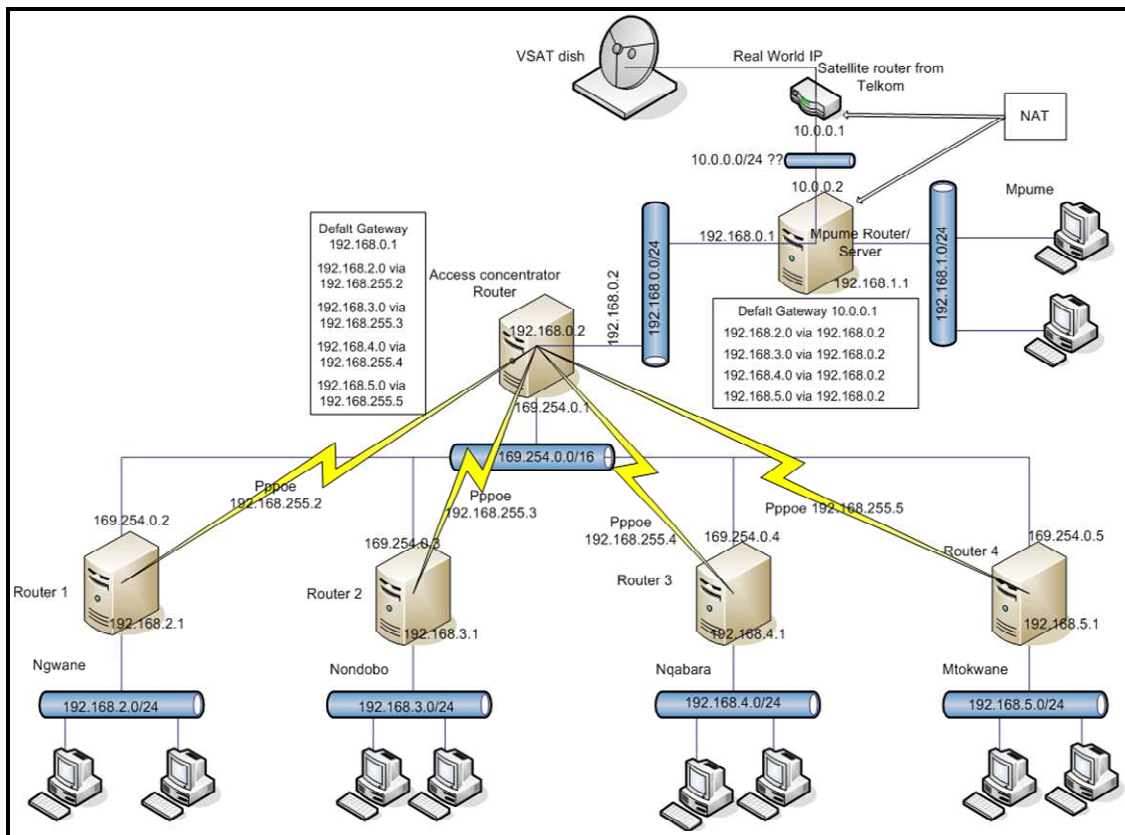 VSAT dish
Real World IP
Satellite router from
Telkom
NAT
10.0.0.1
10.0.0.0/24 ??
10.0.0.2
Mpume
192.168.0.1
Mpume Router/
Server
192.168.1.1
192.168.0.0/24
192.168.1.0/24
Defalt Gateway
192.168.0.1
192.168.2.0 via
192.168.255.2
192.168.3.0 via
192.168.255.3
192.168.4.0 via
192.168.255.4
192.168.5.0 via
192.168.255.5
Access concentrator
Router
192.168.0.2
192.168.0.2
169.254.0.1
Defalt Gateway 10.0.0.1
192.168.2.0 via 192.168.0.2
192.168.3.0 via 192.168.0.2
192.168.4.0 via 192.168.0.2
192.168.5.0 via 192.168.0.2
169.254.0.0/16
Pppoe
192.168.255.2
Pppoe
192.168.255.3
Pppoe
192.168.255.4
Pppoe 192.168.255.5
169.254.0.2
169.254.0.3
169.254.0.4
169.254.0.5
Router 1
Router 2
Router 3
Router 4
192.168.2.1
192.168.3.1
192.168.4.1
192.168.5.1
Ngwane
Nondobo
Nqabara
Mtokwane
192.168.2.0/24
192.168.3.0/24
192.168.4.0/24
192.168.5.0/24